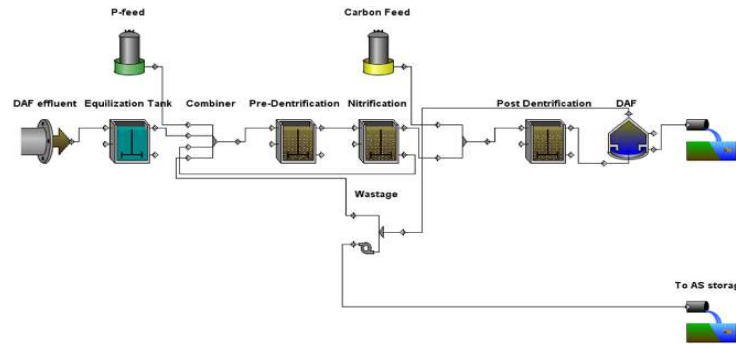 P-feed
Carbon Feed
DAF effluent
Equilization Tank
Combiner
Pre-Dentrification
Nitrification
Post Dentrification
DAF
Wastage
To AS storag